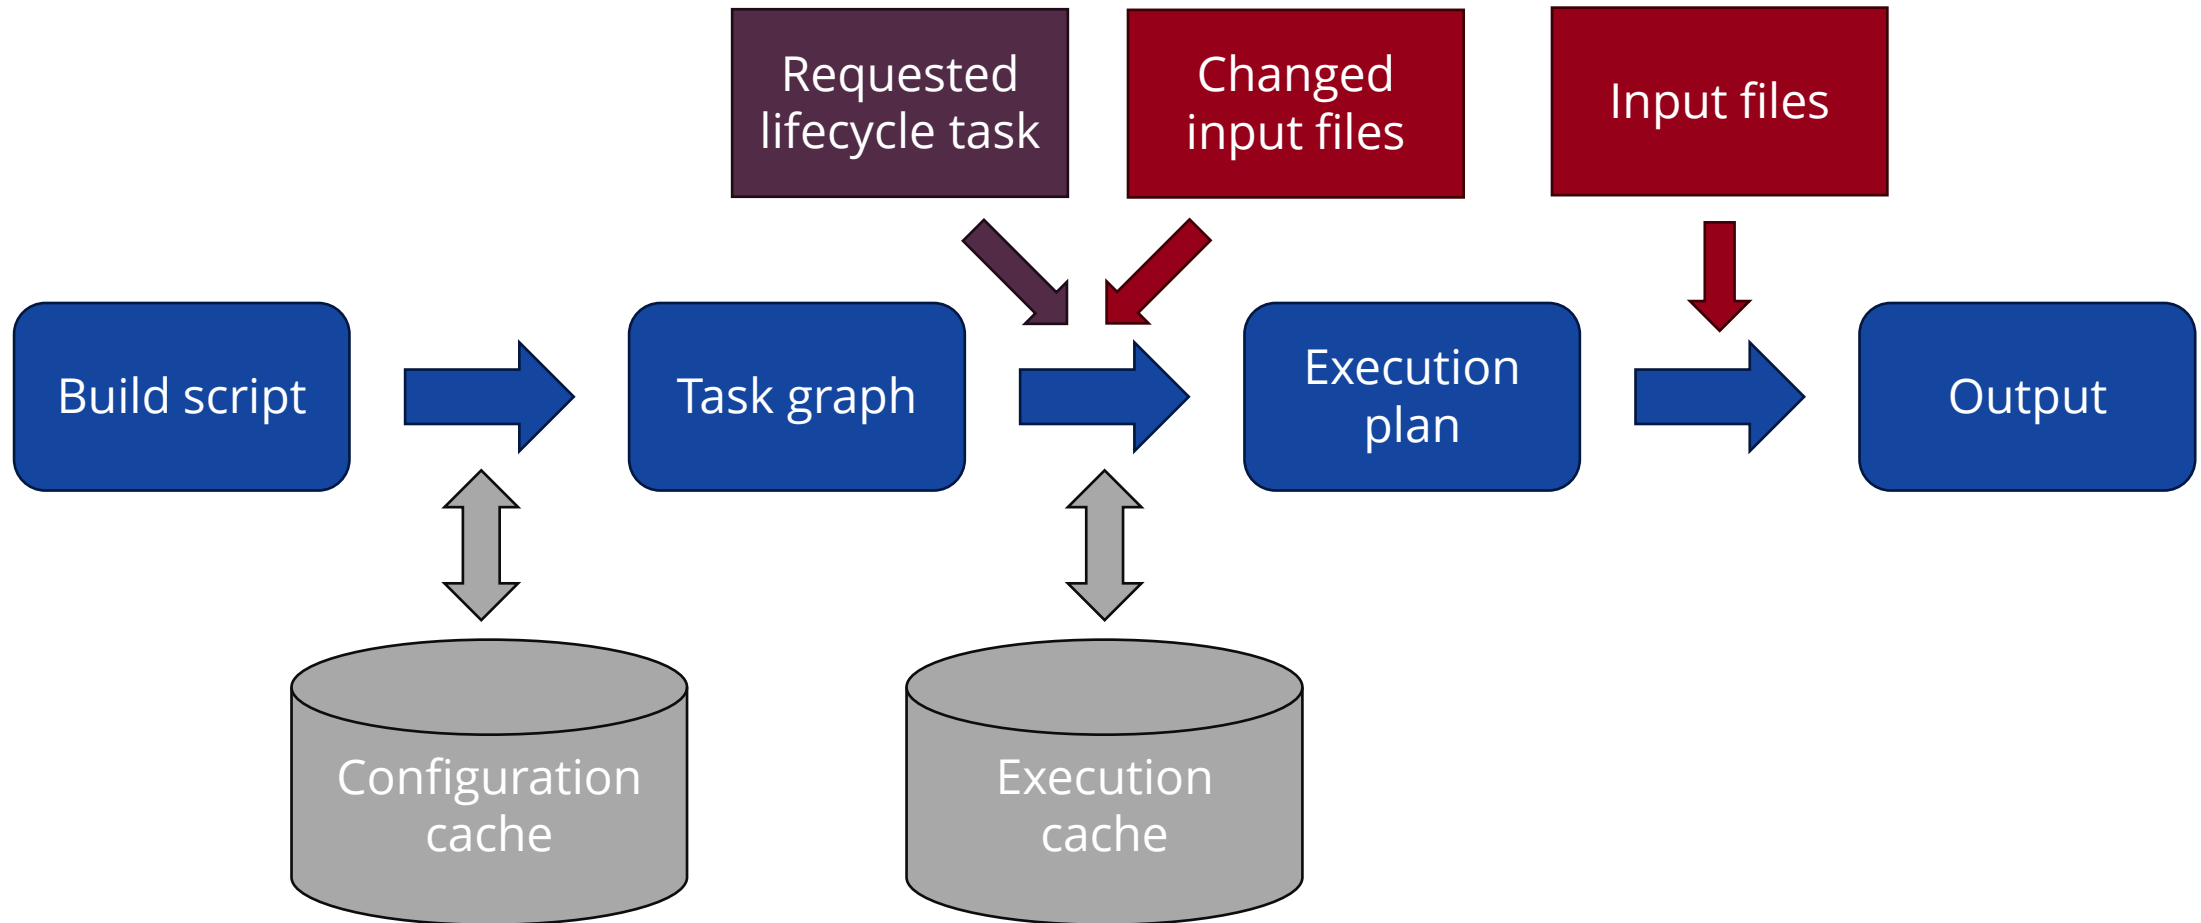 Requested
lifecycle task
Changed
input files
Input files
Build script
Task graph
Execution
plan
Output
Configuration
cache
Execution
cache